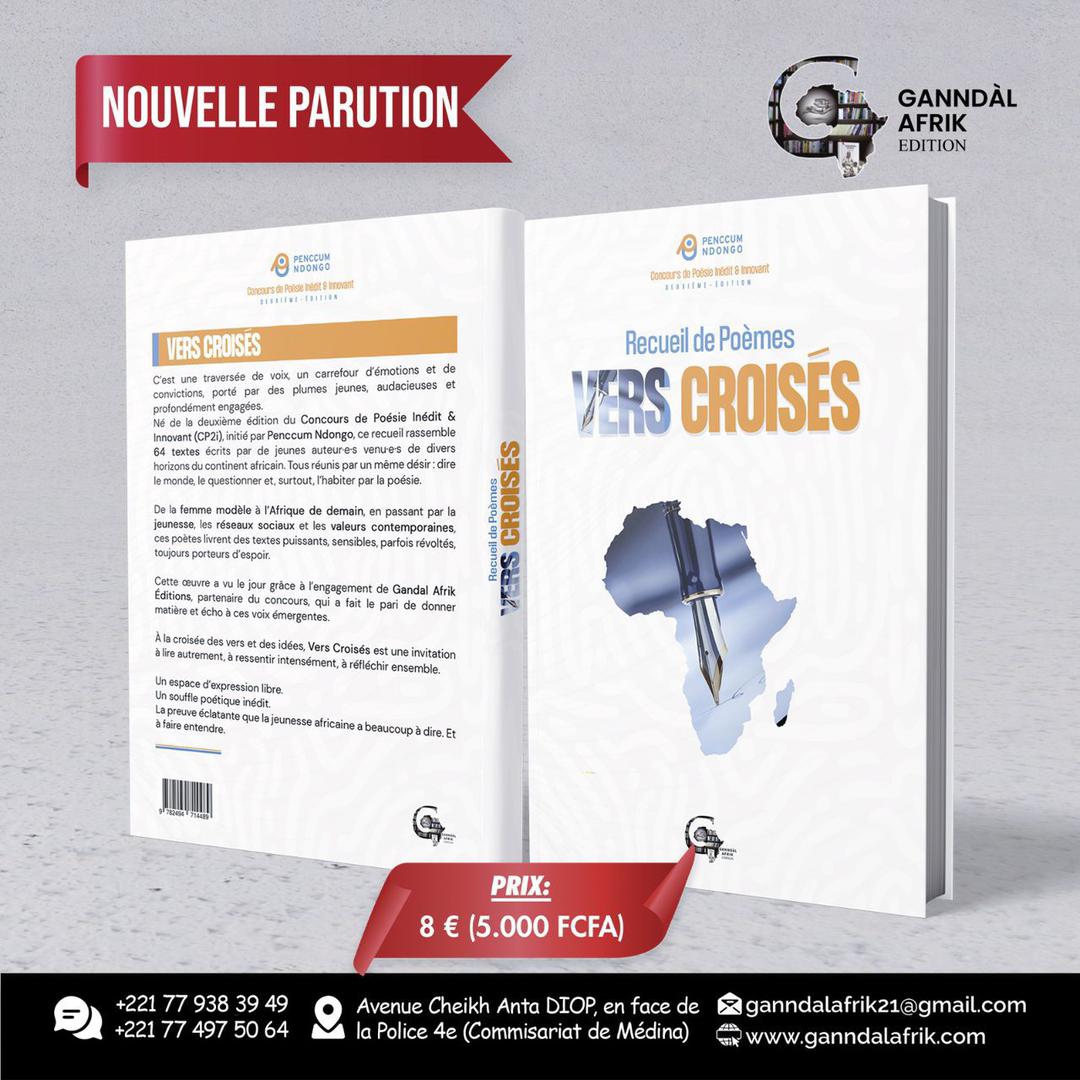 NOUVELLE PARUTION
GANNDÀL
AFRIK
EDITION
PENCCUM
NDONGO
Concours de Poésie Inédit & Innovant
DEUXIÈME - ÉDITION
VERS CROISÉS
C'est une traversée de voix, un carrefour d'émotions et de
convictions, porté par des plumes jeunes, audacieuses et
profondément engagées.
Né de la deuxième édition du Concours de Poésie Inédit &
Innovant (CP2i), initié par Penccum Ndongo, ce recueil rassemble
64 textes écrits par de jeunes auteur·e·s venu·e·s de divers
horizons du continent africain. Tous réunis par un même désir : dire
le monde, le questionner et, surtout, l'habiter par la poésie.
De la femme modèle à l'Afrique de demain, en passant par la
jeunesse, les réseaux sociaux et les valeurs contemporaines,
ces poètes livrent des textes puissants, sensibles, parfois révoltés,
toujours porteurs d'espoir.
Cette œuvre a vu le jour grâce à l'engagement de Gandal Afrik
Éditions, partenaire du concours, qui a fait le pari de donner
matière et écho à ces voix émergentes.
À la croisée des vers et des idées, Vers Croisés est une invitation
à lire autrement, à ressentir intensément, à réfléchir ensemble.
Un espace d'expression libre.
Un souffle poétique inédit.
La preuve éclatante que la jeunesse africaine a beaucoup à dire. Et
à faire entendre.
9 782494 714489
GANNDÀL
AFRIK
EDITION
Recueil de Poèmes
VERS CROISÉS
PENCCUM
NDONGO
Concours de Poésie Inédit & Innovant
DEUXIÈME - ÉDITION
Recueil de Poèmes
VERS CROISÉS
GANNDÀL
AFRIK
EDITION
PRIX:
8 € (5.000 FCFA)
+221 77 938 39 49
+221 77 497 50 64
Avenue Cheikh Anta DIOP, en face de
la Police 4e (Commisariat de Médina)
ganndalafrik21@gmail.com
www.ganndalafrik.com